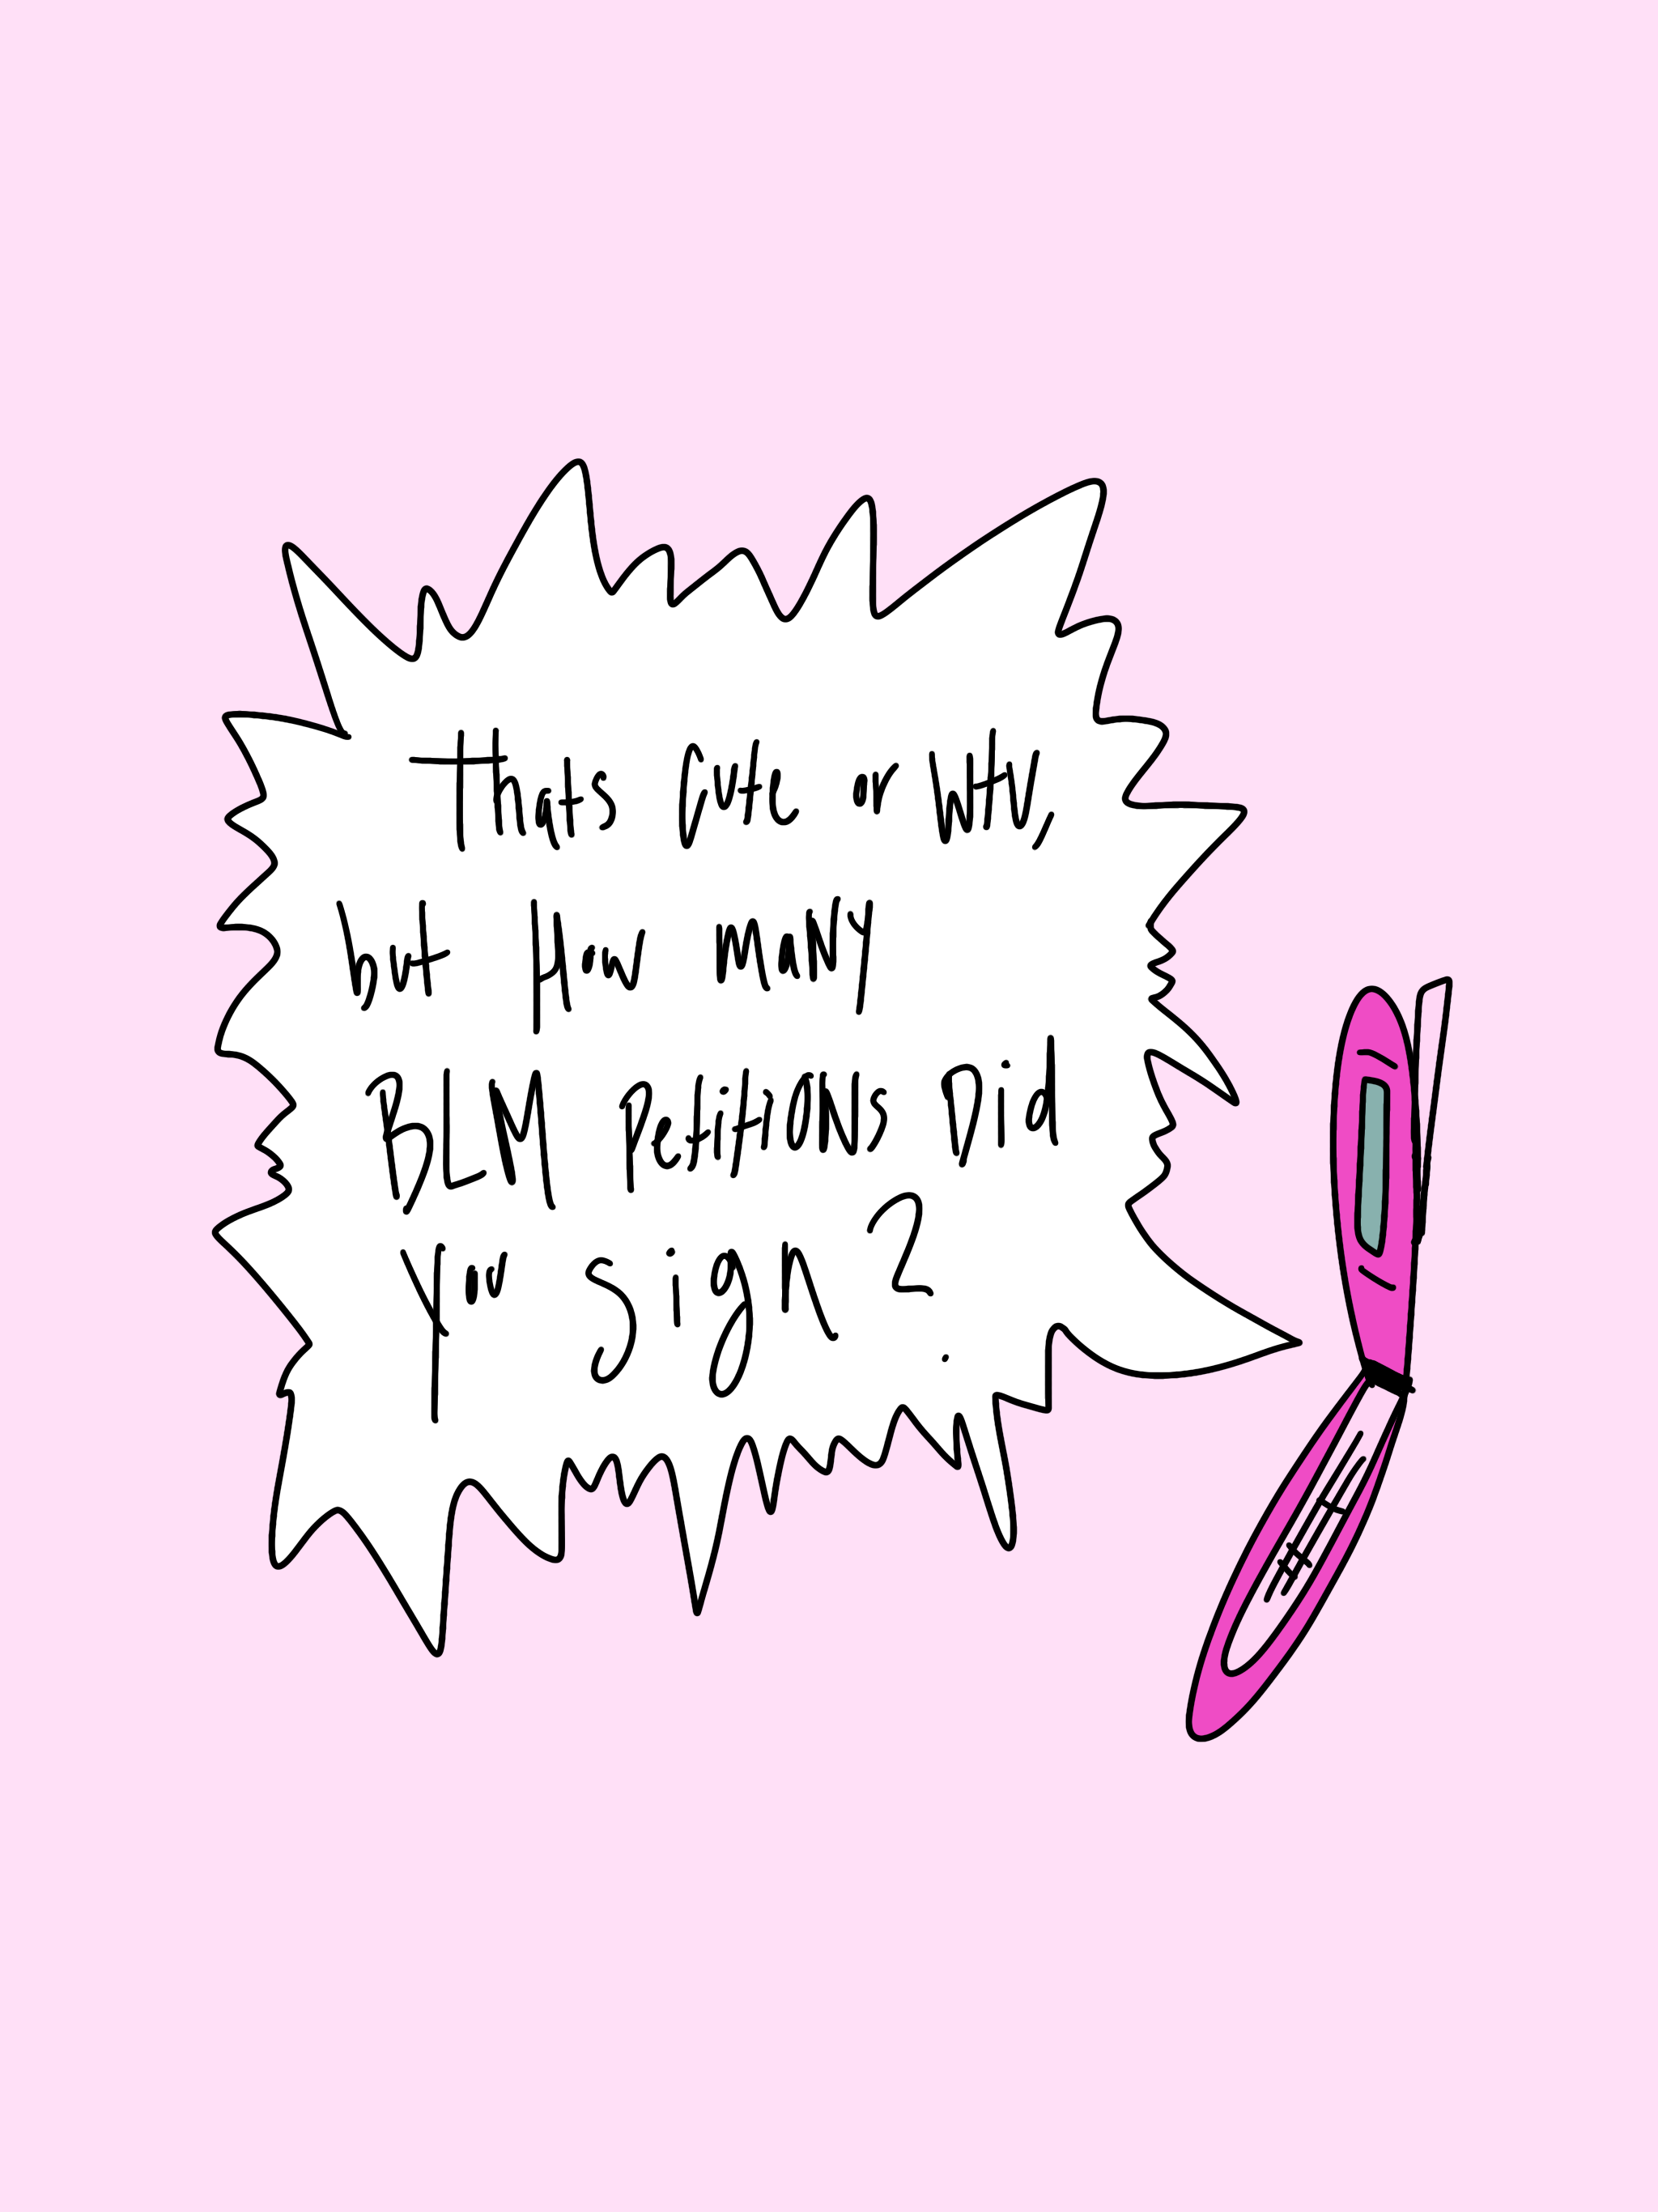 thats cute or wtv,
but How many
BLM Petitions Did
you sign?